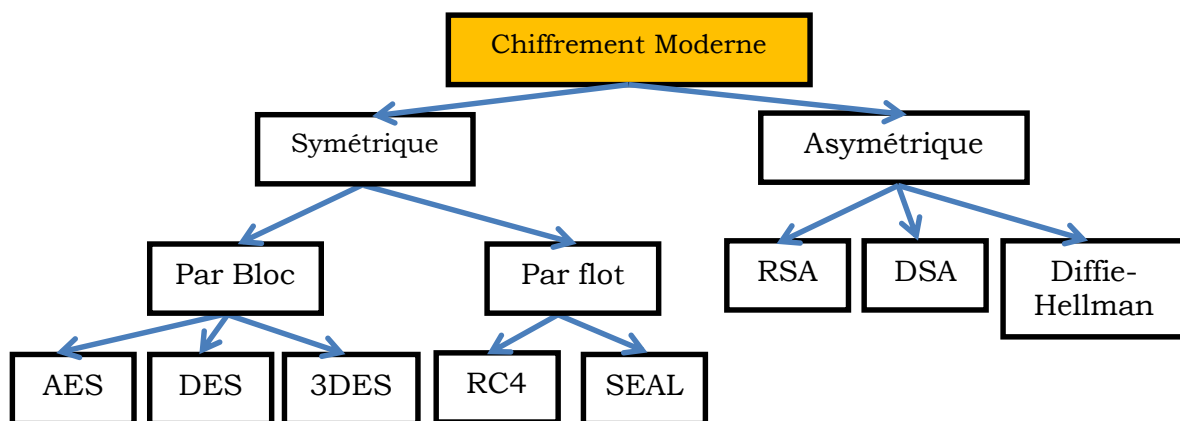 Chiffrement Moderne
Symétrique
Asymétrique
Par Bloc
Par flot
RSA
DSA
Diffie-
Hellman
AES
DES
3DES
RC4
SEAL